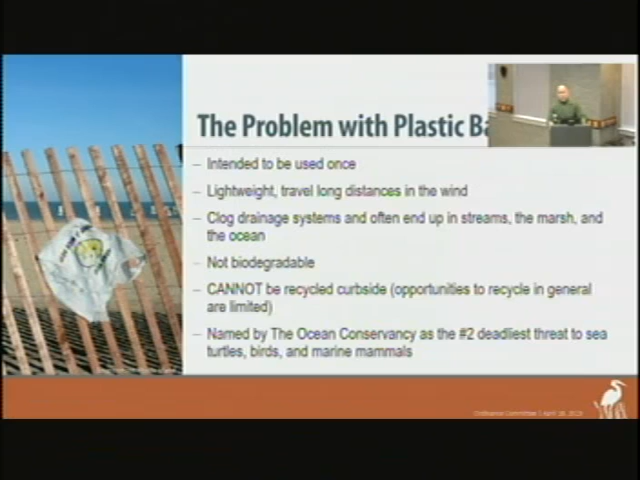 The Problem with Plastic Ba
– Intended to be used once
– Lightweight, travel long distances in the wind
– Clog drainage systems and often end up in streams, the marsh, and
the ocean
– Not biodegradable
– CANNOT be recycled curbside (opportunities to recycle in general
are limited)
– Named by The Ocean Conservancy as the #2 deadliest threat to sea
turtles, birds, and marine mammals
Ordinance Committee | April